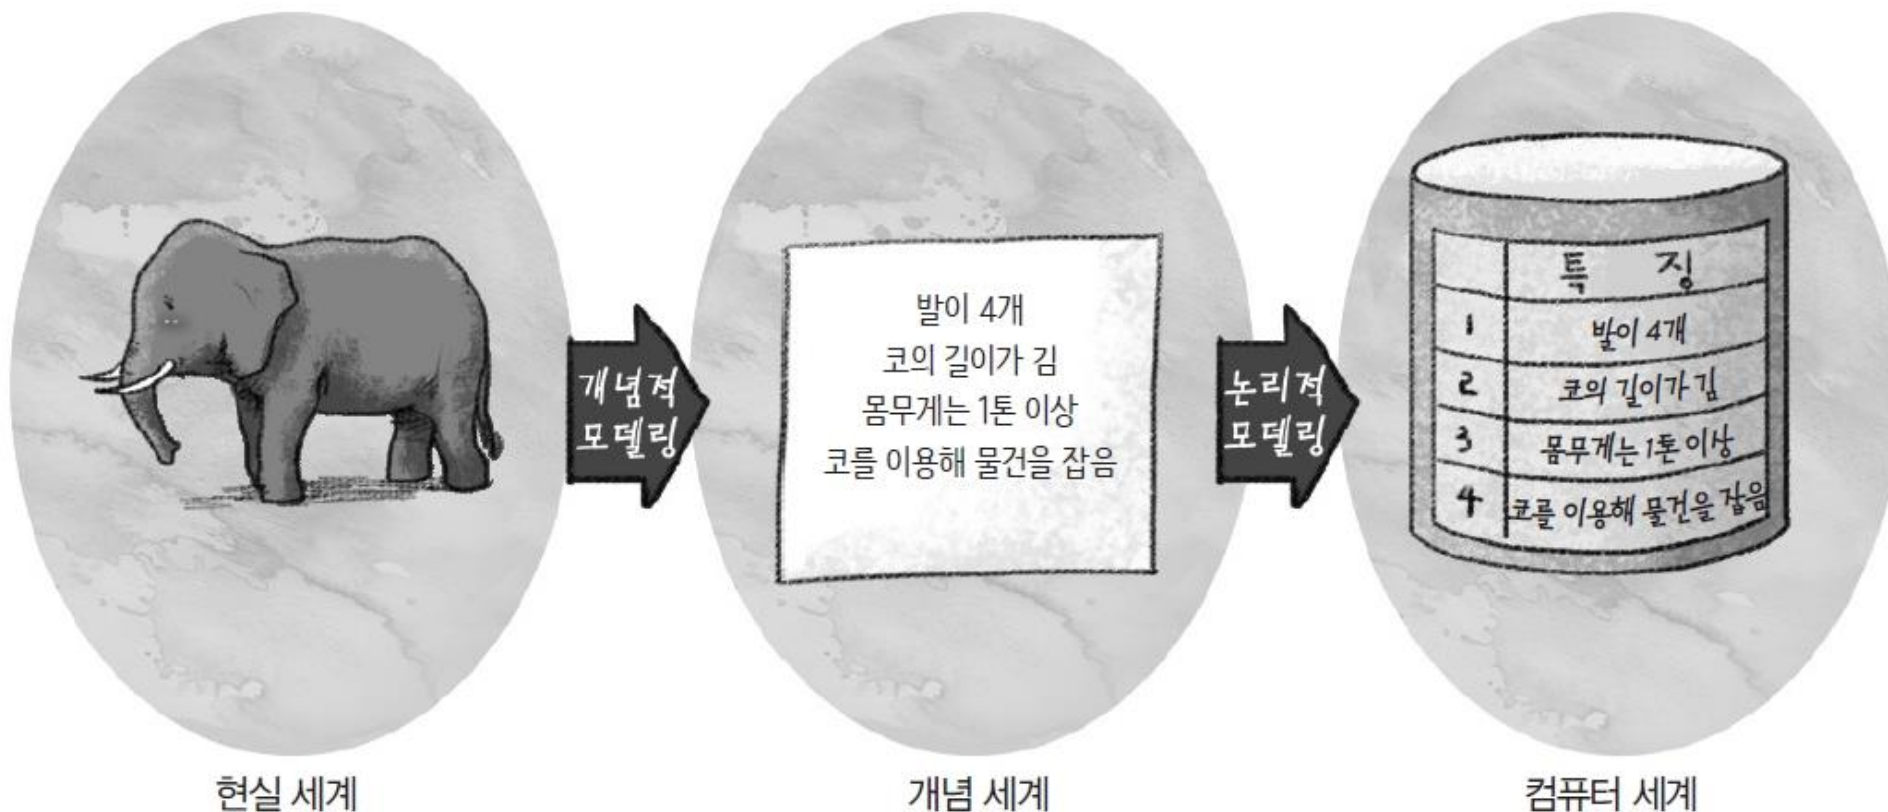 개념적
모델링
발이 4개
코의 길이가 김
몸무게는 1톤 이상
코를 이용해 물건을 잡음
논리적
모델링
특 징
1 발이 4개
2 코의 길이가 김
3 몸무게는 1톤 이상
4 코를 이용해 물건을 잡음
현실 세계
개념 세계
컴퓨터 세계